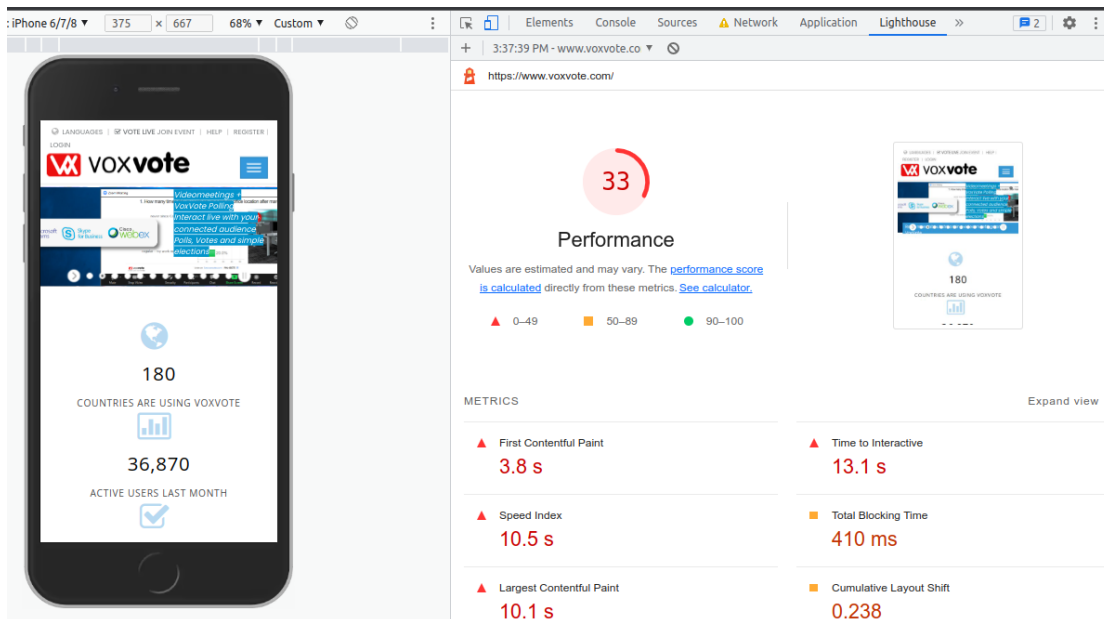 : iPhone 6/7/8 ▼ 375 × 667 68% ▼ Custom ▼
Elements Console Sources Network Application Lighthouse » 2
+ 3:37:39 PM - www.voxvote.co ▼
https://www.voxvote.com/
LANGUAGES | VOTE LIVE JOIN EVENT | HELP | REGISTER |
LOGIN
VX VOXvote
Videomeetings +
VoxVote Polling
Interact live with your
connected audience
Polls, Votes and simple
elections
Skype
for Business
Cisco
webex
180
COUNTRIES ARE USING VOXVOTE
36,870
ACTIVE USERS LAST MONTH
33
Performance
Values are estimated and may vary. The performance score
is calculated directly from these metrics. See calculator.
0–49 50–89 90–100
VX VOXvote
180
COUNTRIES ARE USING VOXVOTE
METRICS Expand view
First Contentful Paint
3.8 s
Time to Interactive
13.1 s
Speed Index
10.5 s
Total Blocking Time
410 ms
Largest Contentful Paint
10.1 s
Cumulative Layout Shift
0.238